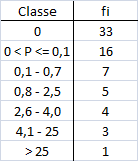 Classe fi
0 33
0 < P <= 0,1 16
0,1 - 0,7 7
0,8 - 2,5 5
2,6 - 4,0 4
4,1 - 25 3
> 25 1